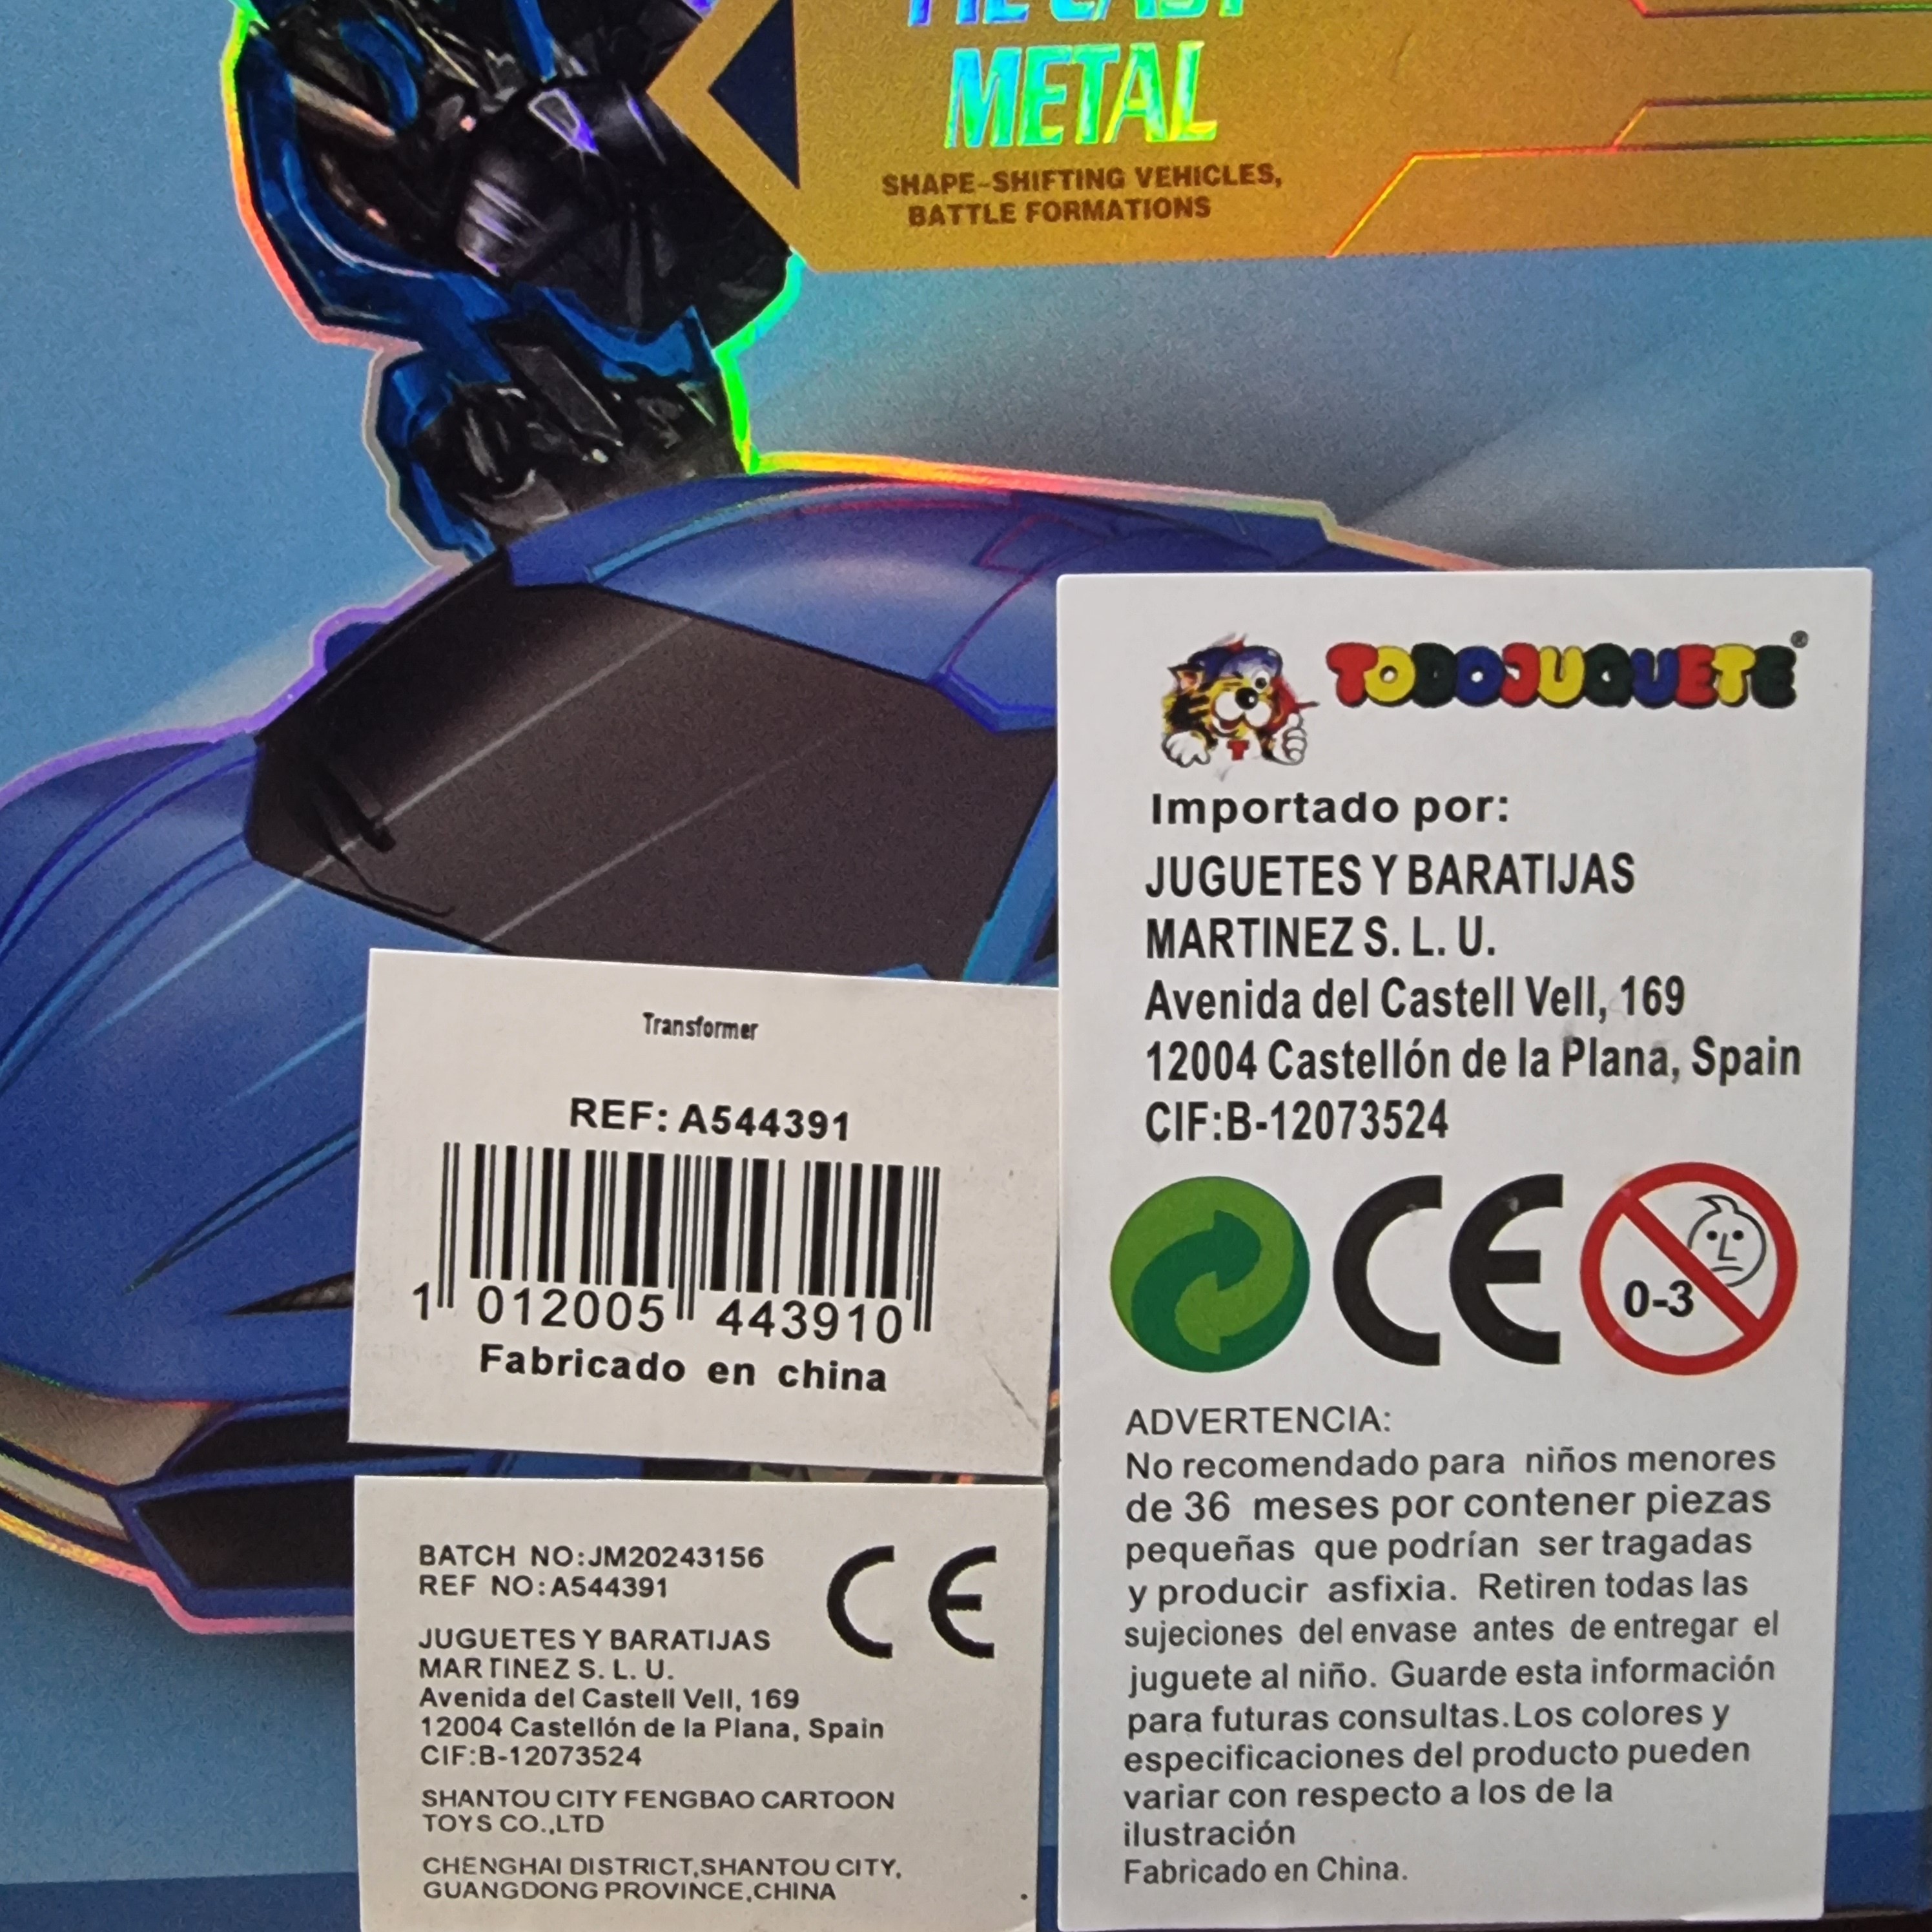 METAL
SHAPE-SHIFTING VEHICLES,
BATTLE FORMATIONS
TODOJUQUETE®
Importado por:
JUGUETES Y BARATIJAS
MARTINEZ S. L. U.
Avenida del Castell Vell, 169
12004 Castellón de la Plana, Spain
CIF:B-12073524
CE
0-3
ADVERTENCIA:
No recomendado para niños menores
de 36 meses por contener piezas
pequeñas que podrían ser tragadas
y producir asfixia. Retiren todas las
sujeciones del envase antes de entregar el
juguete al niño. Guarde esta información
para futuras consultas.Los colores y
especificaciones del producto pueden
variar con respecto a los de la
ilustración
Fabricado en China.
Transformer
REF: A544391
1 012005 443910
Fabricado en china
BATCH NO:JM20243156
REF NO:A544391
CE
JUGUETES Y BARATIJAS
MARTINEZ S. L. U.
Avenida del Castell Vell, 169
12004 Castellón de la Plana, Spain
CIF:B-12073524
SHANTOU CITY FENGBAO CARTOON
TOYS CO.,LTD
CHENGHAI DISTRICT,SHANTOU CITY,
GUANGDONG PROVINCE,CHINA